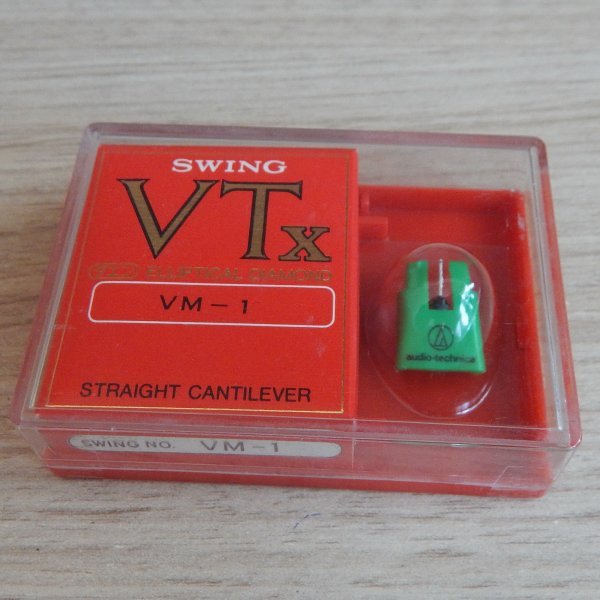 SWING
VTx
ELLIPTICAL DIAMOND
VM-1
STRAIGHT CANTILEVER
SWING NO. VM-1
audio-technica